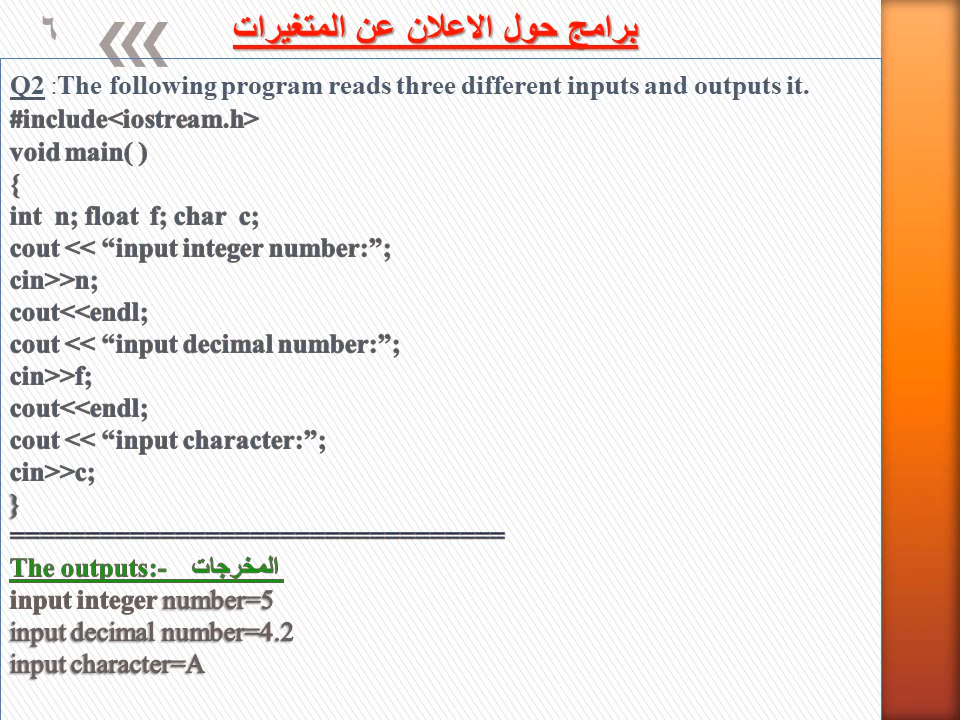 برامج حول الاعلان عن المتغيرات
٦
Q2 :The following program reads three different inputs and outputs it.
#include<iostream.h>
void main( )
{
int n; float f; char c;
cout << “input integer number:”;
cin>>n;
cout<<endl;
cout << “input decimal number:”;
cin>>f;
cout<<endl;
cout << “input character:”;
cin>>c;
}
=================================
The outputs:- المخرجات
input integer number=5
input decimal number=4.2
input character=A